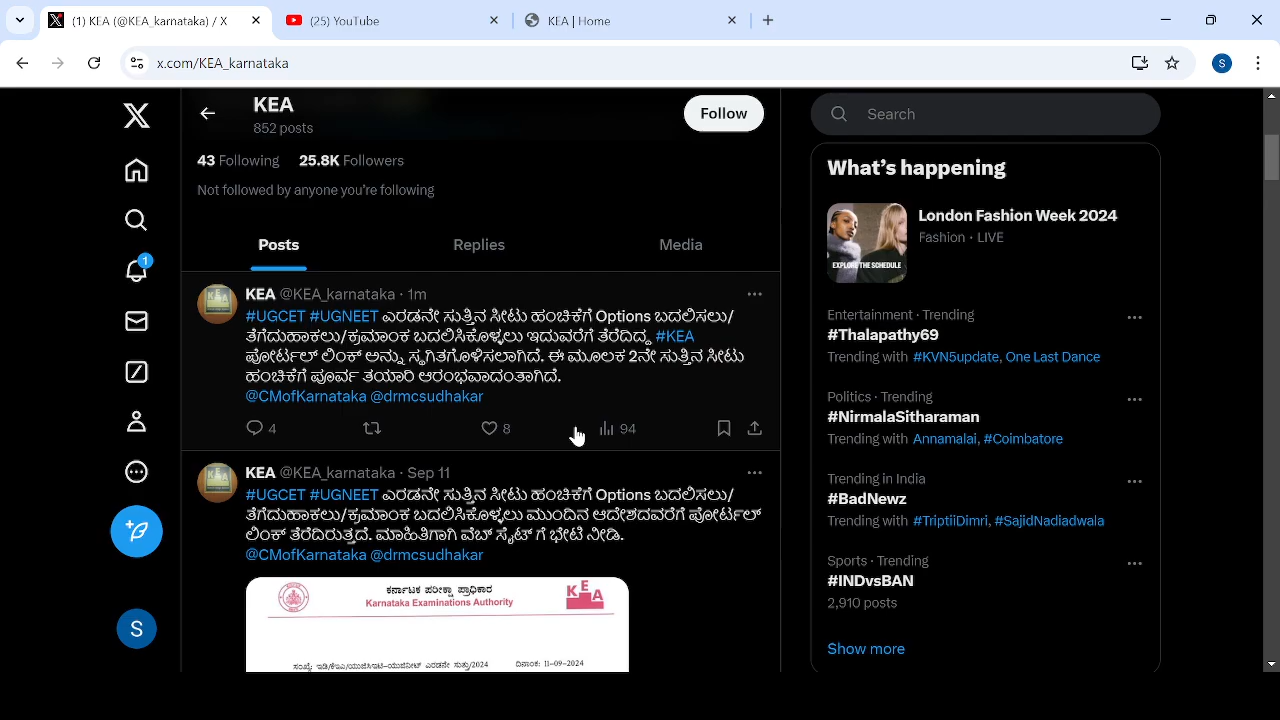 (1) KEA (@KEA_karnataka) / X
(25) YouTube
KEA | Home
x.com/KEA_karnataka
S
KEA
852 posts
Follow
43 Following 25.8K Followers
Not followed by anyone you're following
Posts Replies Media
KEA @KEA_karnataka · 1m
#UGCET #UGNEET ಎರಡನೇ ಸುತ್ತಿನ ಸೀಟು ಹಂಚಿಕೆಗೆ Options ಬದಲಿಸಲು/
ತೆಗೆದುಹಾಕಲು/ಕ್ರಮಾಂಕ ಬದಲಿಸಿಕೊಳ್ಳಲು ಇದುವರೆಗೆ ತೆರೆದಿದ್ದ #KEA
ಪೋರ್ಟಲ್ ಲಿಂಕ್ ಅನ್ನು ಸ್ಥಗಿತಗೊಳಿಸಲಾಗಿದೆ. ಈ ಮೂಲಕ 2ನೇ ಸುತ್ತಿನ ಸೀಟು
ಹಂಚಿಕೆಗೆ ಪೂರ್ವ ತಯಾರಿ ಆರಂಭವಾದಂತಾಗಿದೆ.
@CMofKarnataka @drmcsudhakar
4 8 94
KEA @KEA_karnataka · Sep 11
#UGCET #UGNEET ಎರಡನೇ ಸುತ್ತಿನ ಸೀಟು ಹಂಚಿಕೆಗೆ Options ಬದಲಿಸಲು/
ತೆಗೆದುಹಾಕಲು/ಕ್ರಮಾಂಕ ಬದಲಿಸಿಕೊಳ್ಳಲು ಮುಂದಿನ ಆದೇಶದವರೆಗೆ ಪೋರ್ಟಲ್
ಲಿಂಕ್ ತೆರೆದಿರುತ್ತದೆ. ಮಾಹಿತಿಗಾಗಿ ವೆಬ್ ಸೈಟ್ ಗೆ ಭೇಟಿ ನೀಡಿ.
@CMofKarnataka @drmcsudhakar
ಕರ್ನಾಟಕ ಪರೀಕ್ಷಾ ಪ್ರಾಧಿಕಾರ
Karnataka Examinations Authority
KEA
ಸಂಖ್ಯೆ: ಇಡಿ/ಕೆಇಎ/ಯುಜಿಸಿಇಟಿ-ಯುಜಿನೀಟ್ ಎರಡನೇ ಸುತ್ತು/2024 ದಿನಾಂಕ: 11-09-2024
1
S
Search
What's happening
EXPLORE THE SCHEDULE
London Fashion Week 2024
Fashion · LIVE
Entertainment · Trending
#Thalapathy69
Trending with #KVN5update, One Last Dance
Politics · Trending
#NirmalaSitharaman
Trending with Annamalai, #Coimbatore
Trending in India
#BadNewz
Trending with #TriptiiDimri, #SajidNadiadwala
Sports · Trending
#INDvsBAN
2,910 posts
Show more